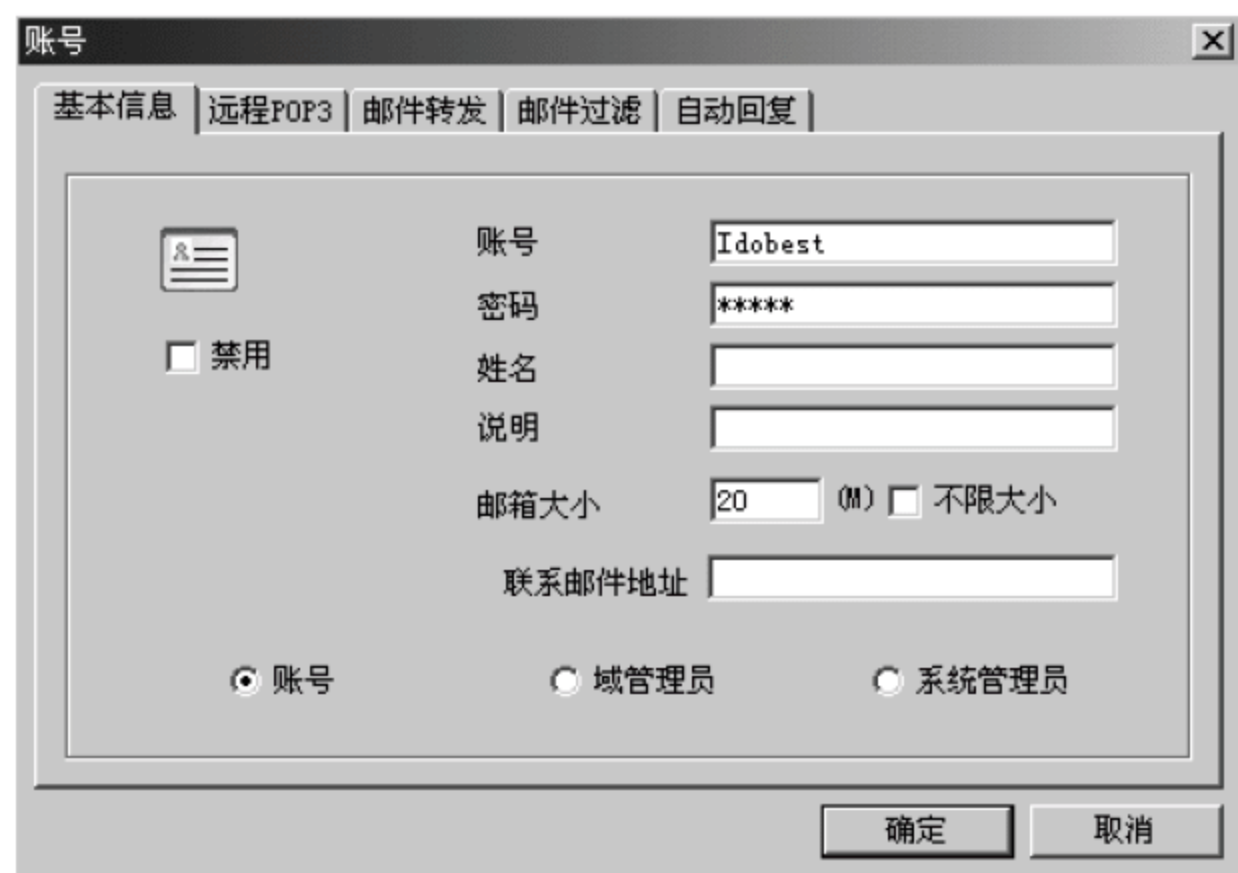 账号
基本信息 远程POP3 邮件转发 邮件过滤 自动回复
账号 Idobest
密码 *****
禁用
姓名
说明
邮箱大小 20 (M) 不限大小
联系邮件地址
账号 域管理员 系统管理员
确定 取消